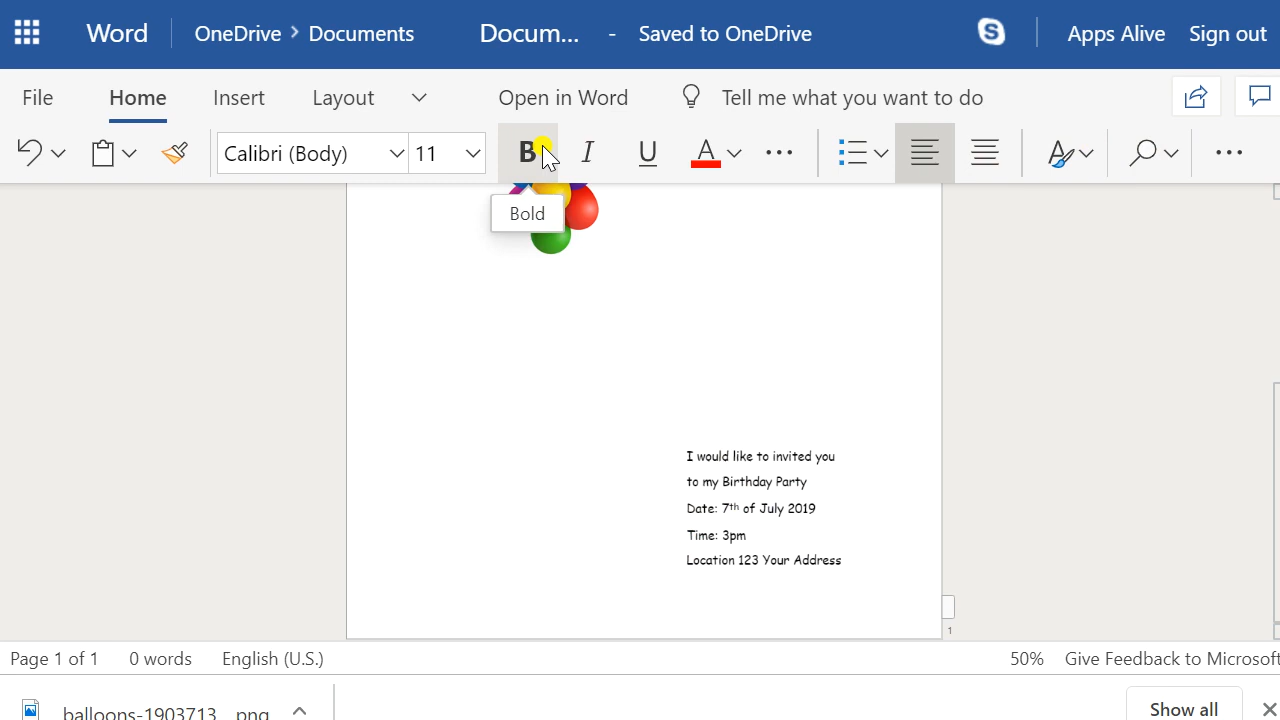 Word OneDrive > Documents Docum... - Saved to OneDrive Apps Alive Sign out
File Home Insert Layout Open in Word Tell me what you want to do
Calibri (Body) 11 B I U A
Bold
I would like to invited you
to my Birthday Party
Date: 7th of July 2019
Time: 3pm
Location 123 Your Address
1
Page 1 of 1 0 words English (U.S.) 50% Give Feedback to Microsoft
balloons-1903713_.png Show all